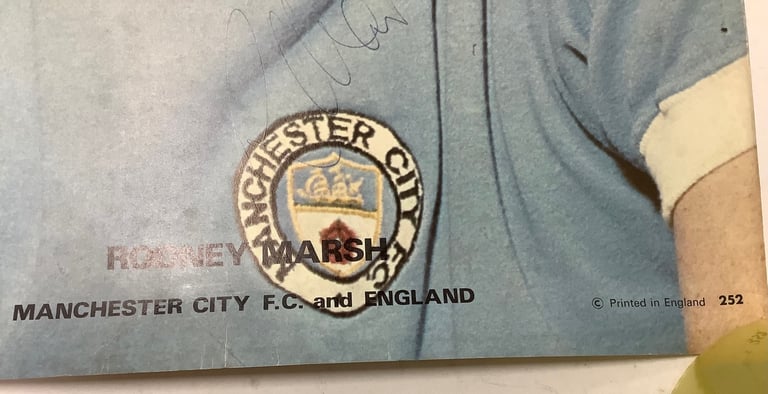 MANCHESTER CITY F.C.
RODNEY MARSH
MANCHESTER CITY F.C. and ENGLAND
© Printed in England 252